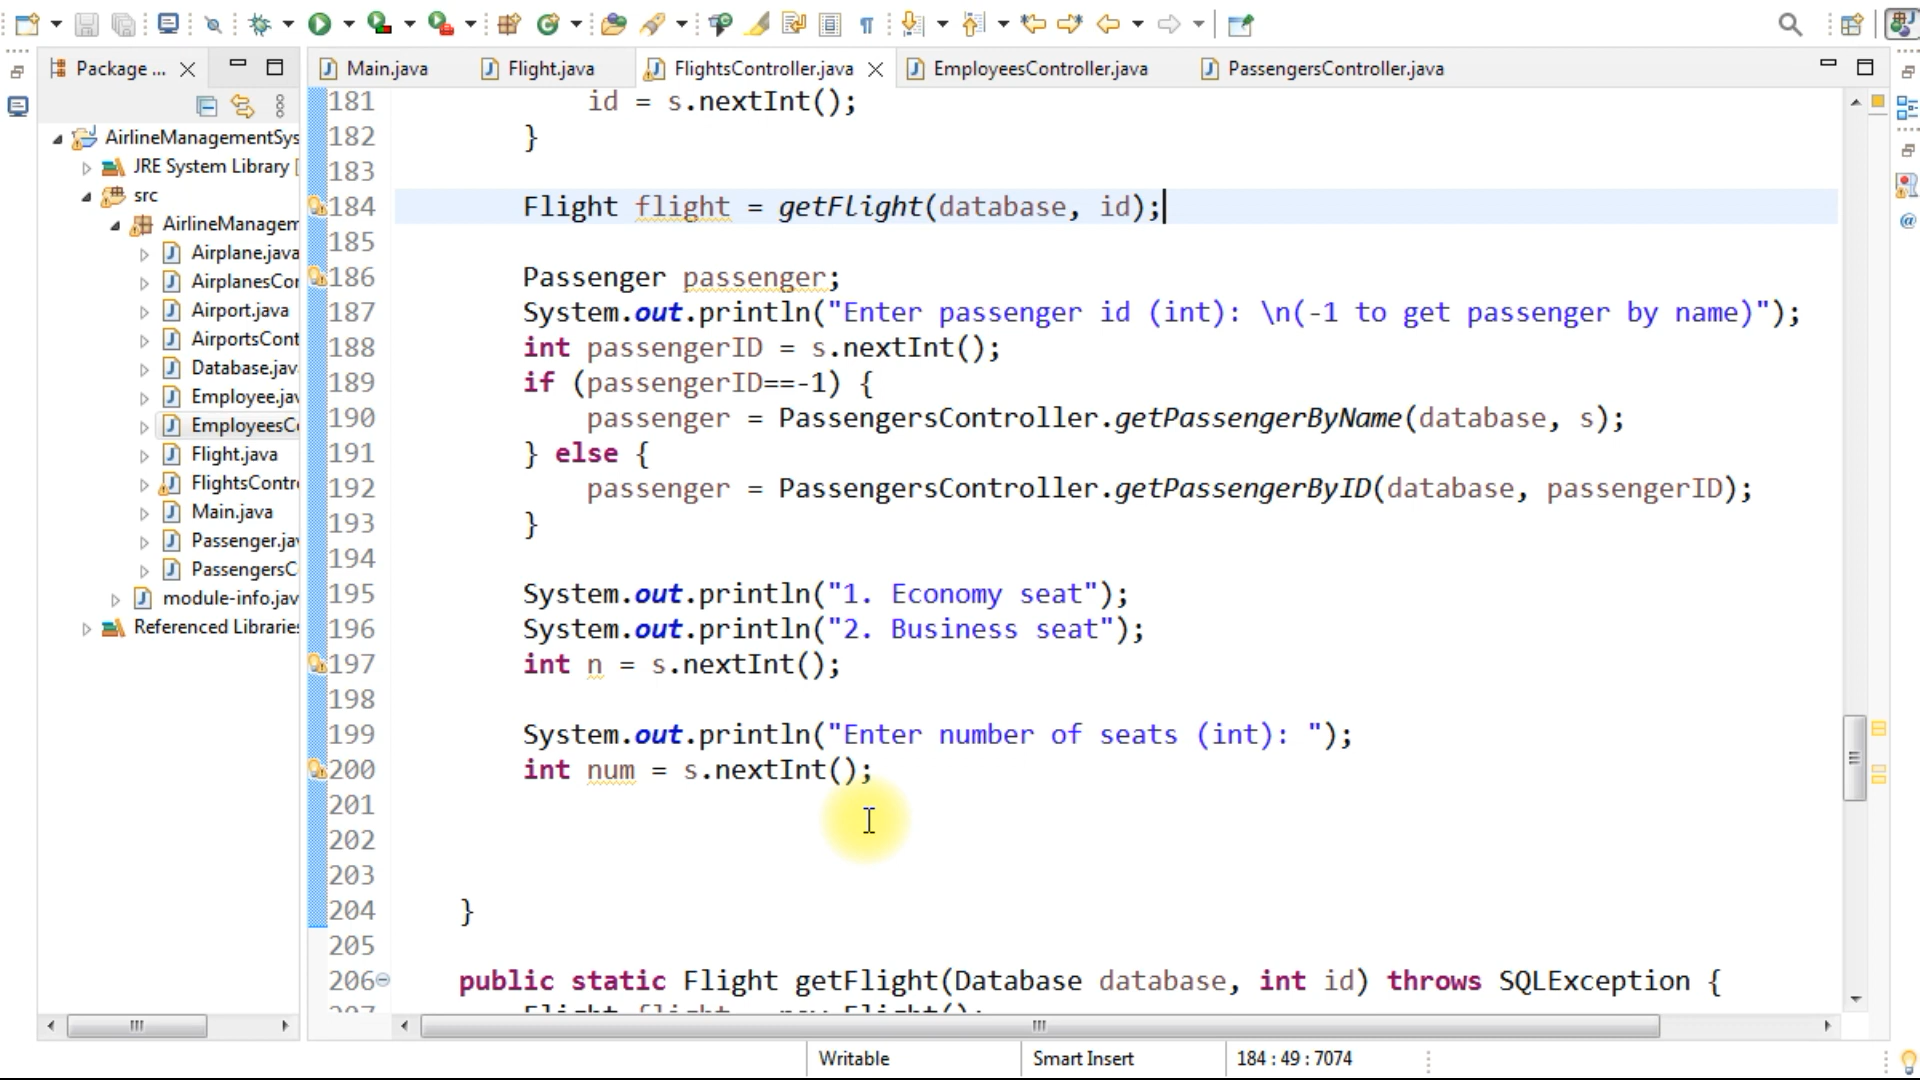 Package ...
Main.java
Flight.java
FlightsController.java
EmployeesController.java
PassengersController.java
AirlineManagementSys
JRE System Library [
src
AirlineManagem
Airplane.java
AirplanesCor
Airport.java
AirportsCont
Database.jav
Employee.jav
EmployeesCo
Flight.java
FlightsContr
Main.java
Passenger.jav
PassengersC
module-info.jav
Referenced Libraries
181 id = s.nextInt();
182 }
183
184 Flight flight = getFlight(database, id);
185
186 Passenger passenger;
187 System.out.println("Enter passenger id (int): \n(-1 to get passenger by name)");
188 int passengerID = s.nextInt();
189 if (passengerID==-1) {
190 passenger = PassengersController.getPassengerByName(database, s);
191 } else {
192 passenger = PassengersController.getPassengerByID(database, passengerID);
193 }
194
195 System.out.println("1. Economy seat");
196 System.out.println("2. Business seat");
197 int n = s.nextInt();
198
199 System.out.println("Enter number of seats (int): ");
200 int num = s.nextInt();
201
202
203
204 }
205
206 public static Flight getFlight(Database database, int id) throws SQLException {
Writable
Smart Insert
184 : 49 : 7074